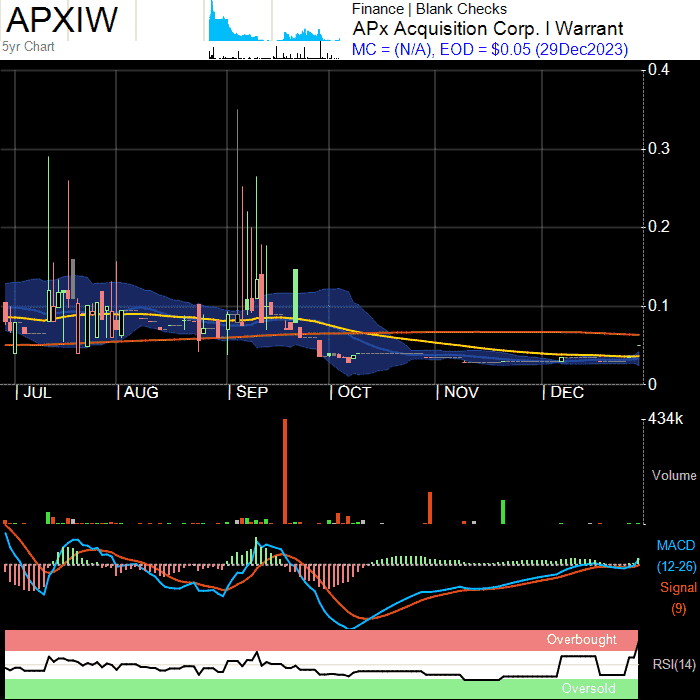 APXIW
5yr Chart
Finance | Blank Checks
APx Acquisition Corp. I Warrant
MC = (N/A), EOD = $0.05 (29Dec2023)
0.4
0.3
0.2
0.1
0
JUL AUG SEP OCT NOV DEC
434k
Volume
MACD
(12-26)
Signal
(9)
Overbought
RSI(14)
Oversold